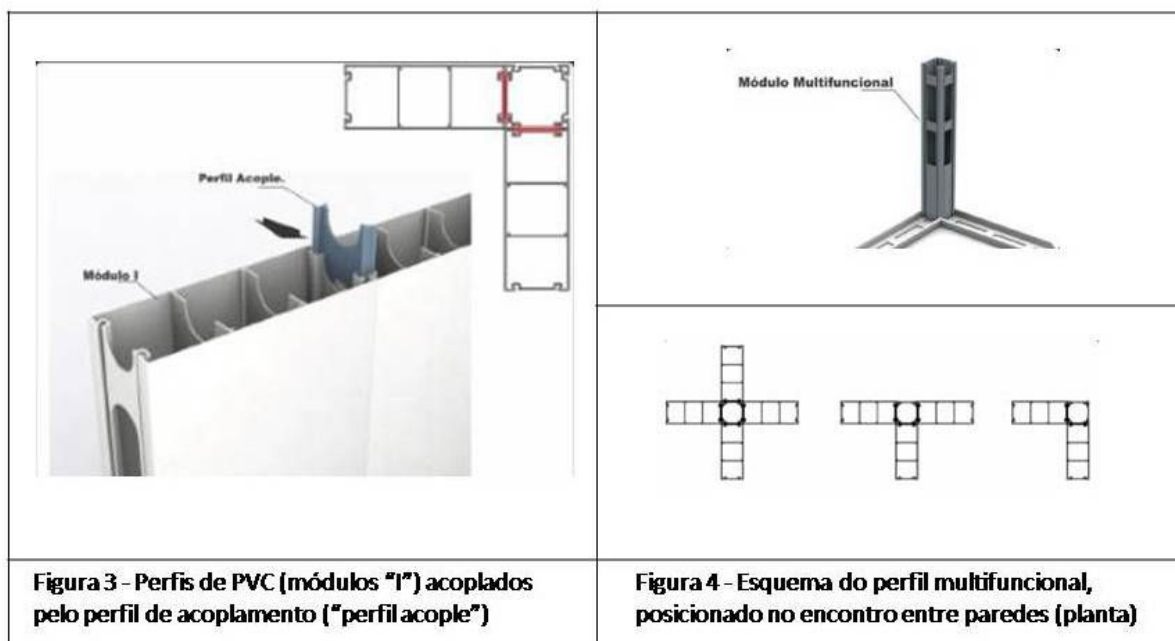 Perfil Acople.
Módulo I
Módulo Multifuncional
Figura 3 - Perfis de PVC (módulos "I") acoplados
pelo perfil de acoplamento ("perfil acople")
Figura 4 - Esquema do perfil multifuncional,
posicionado no encontro entre paredes (planta)